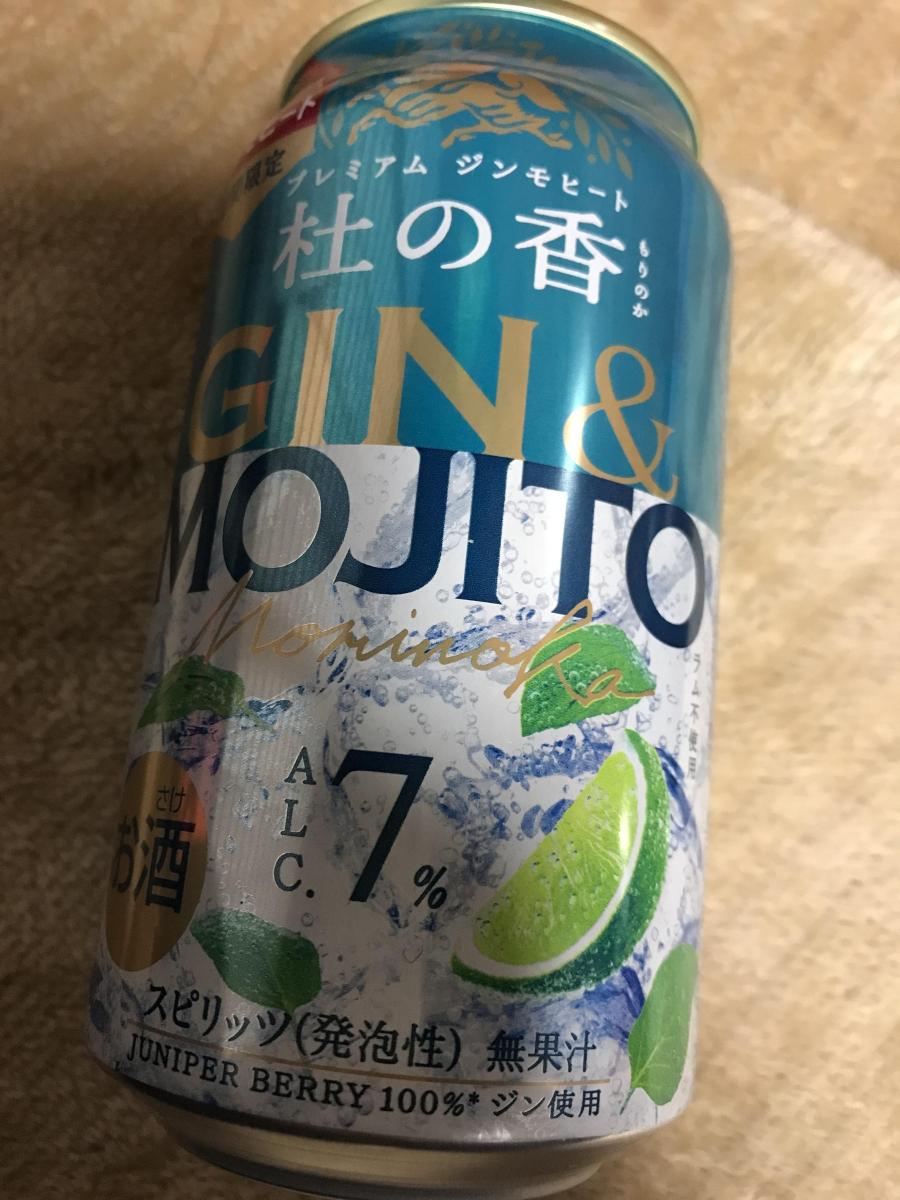 限定
プレミアム ジンモヒート
杜の香
もりのか
GIN &
MOJITO
Morinoka
ラム不使用
ALC. 7%
さけ
お酒
スピリッツ(発泡性) 無果汁
JUNIPER BERRY 100%* ジン使用